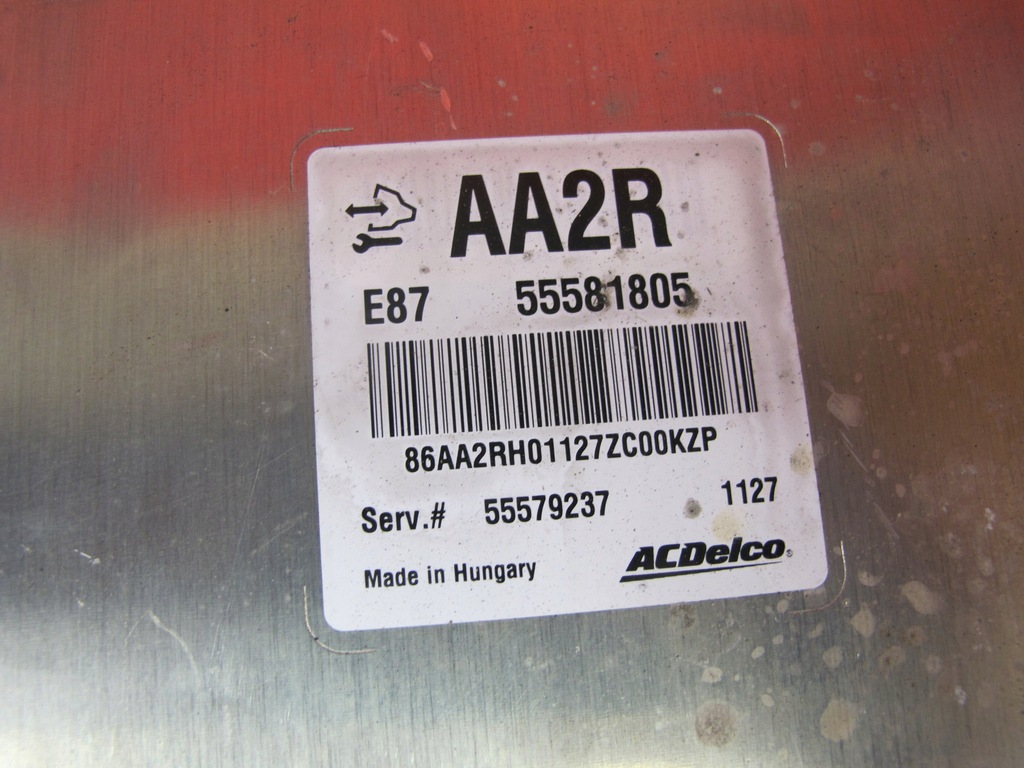 AA2R
E87 55581805
86AA2RH01127ZC00KZP
Serv.# 55579237 1127
Made in Hungary ACDelco®